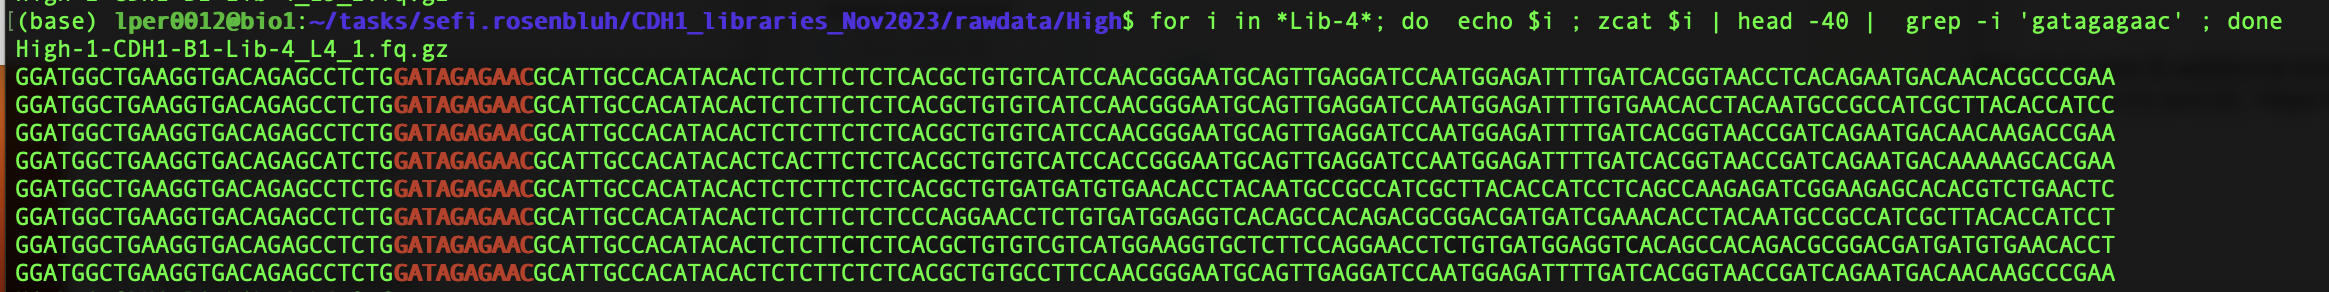 [(base) lper0012@bio1:~/tasks/sefi.rosenbluh/CDH1_libraries_Nov2023/rawdata/High$ for i in *Lib-4*; do  echo $i ; zcat $i | head -40 |  grep -i 'gatagagaac' ; done
High-1-CDH1-B1-Lib-4_L4_1.fq.gz
GGATGGCTGAAGGTGACAGAGCCTCTGGATAGAGAACGCATTGCCACATACACTCTCTTCTCTCACGCTGTGTCATCCAACGGGAATGCAGTTGAGGATCCAATGGAGATTTTGATCACGGTAACCTCACAGAATGACAACACGCCCGAA
GGATGGCTGAAGGTGACAGAGCCTCTGGATAGAGAACGCATTGCCACATACACTCTCTTCTCTCACGCTGTGTCATCCAACGGGAATGCAGTTGAGGATCCAATGGAGATTTTGTGAACACCTACAATGCCGCCATCGCTTACACCATCC
GGATGGCTGAAGGTGACAGAGCCTCTGGATAGAGAACGCATTGCCACATACACTCTCTTCTCTCACGCTGTGTCATCCAACGGGAATGCAGTTGAGGATCCAATGGAGATTTTGATCACGGTAACCGATCAGAATGACAACAAGACCGAA
GGATGGCTGAAGGTGACAGAGCATCTGGATAGAGAACGCATTGCCACATACACTCACTTCTCTCACGCTGTGTCATCCACCGGGAATGCAGTTGAGGATCCAATGGAGATTTTGATCACGGTAACCGATCAGAATGACAAAAAGCACGAA
GGATGGCTGAAGGTGACAGAGCCTCTGGATAGAGAACGCATTGCCACATACACTCTCTTCTCTCACGCTGTGATGATGTGAACACCTACAATGCCGCCATCGCTTACACCATCCTCAGCCAAGAGATCGGAAGAGCACACGTCTGAACTC
GGATGGCTGAAGGTGACAGAGCCTCTGGATAGAGAACGCATTGCCACATACACTCTCTTCTCTCCCAGGAACCTCTGTGATGGAGGTCACAGCCACAGACGCGGACGATGATCGAAACACCTACAATGCCGCCATCGCTTACACCATCCT
GGATGGCTGAAGGTGACAGAGCCTCTGGATAGAGAACGCATTGCCACATACACTCTCTTCTCTCACGCTGTGTCGTCATGGAAGGTGCTCTTCCAGGAACCTCTGTGATGGAGGTCACAGCCACAGACGCGGACGATGATGTGAACACCT
GGATGGCTGAAGGTGACAGAGCCTCTGGATAGAGAACGCATTGCCACATACACTCTCTTCTCTCACGCTGTGCCTTCCAACGGGAATGCAGTTGAGGATCCAATGGAGATTTTGATCACGGTAACCGATCAGAATGACAACAAGCCCGAA